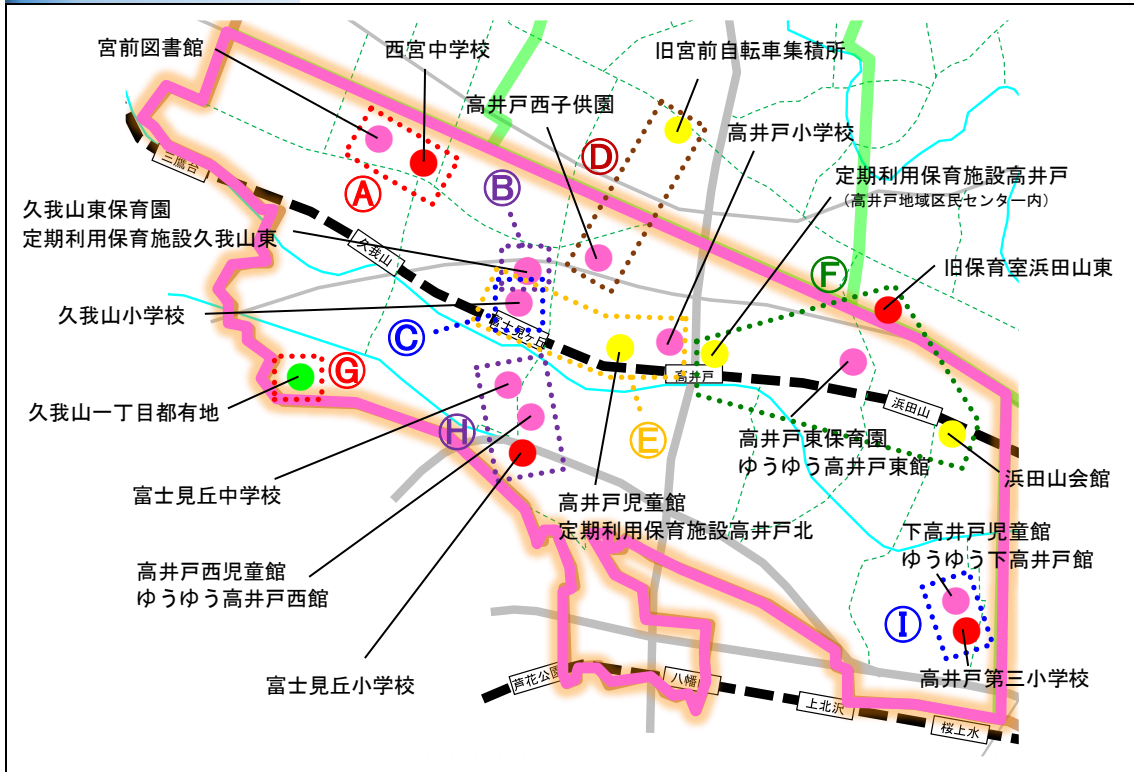 宮前図書館
西宮中学校
旧宮前自転車集積所
高井戸西子供園
高井戸小学校
定期利用保育施設高井戸
（高井戸地域区民センター内）
久我山東保育園
定期利用保育施設久我山東
旧保育室浜田山東
久我山小学校
久我山一丁目都有地
富士見丘中学校
高井戸児童館
定期利用保育施設高井戸北
高井戸東保育園
ゆうゆう高井戸東館
浜田山会館
高井戸西児童館
ゆうゆう高井戸西館
下高井戸児童館
ゆうゆう下高井戸館
富士見丘小学校
高井戸第三小学校
三鷹台
久我山
富士見ヶ丘
高井戸
浜田山
芦花公園
八幡山
上北沢
桜上水
Ⓐ
Ⓑ
Ⓒ
Ⓓ
Ⓔ
Ⓕ
Ⓖ
Ⓗ
Ⓘ